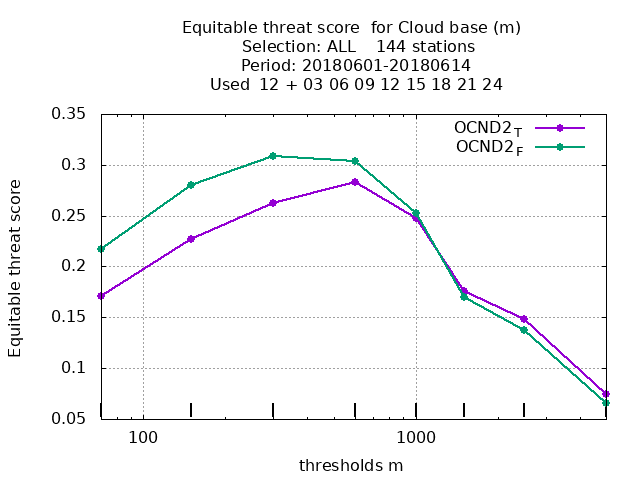 Equitable threat score  for Cloud base (m)
Selection: ALL    144 stations
Period: 20180601-20180614
Used  12 + 03 06 09 12 15 18 21 24
OCND2T
OCND2F
0.35
0.3
0.25
0.2
0.15
0.1
0.05
Equitable threat score
100
1000
thresholds m